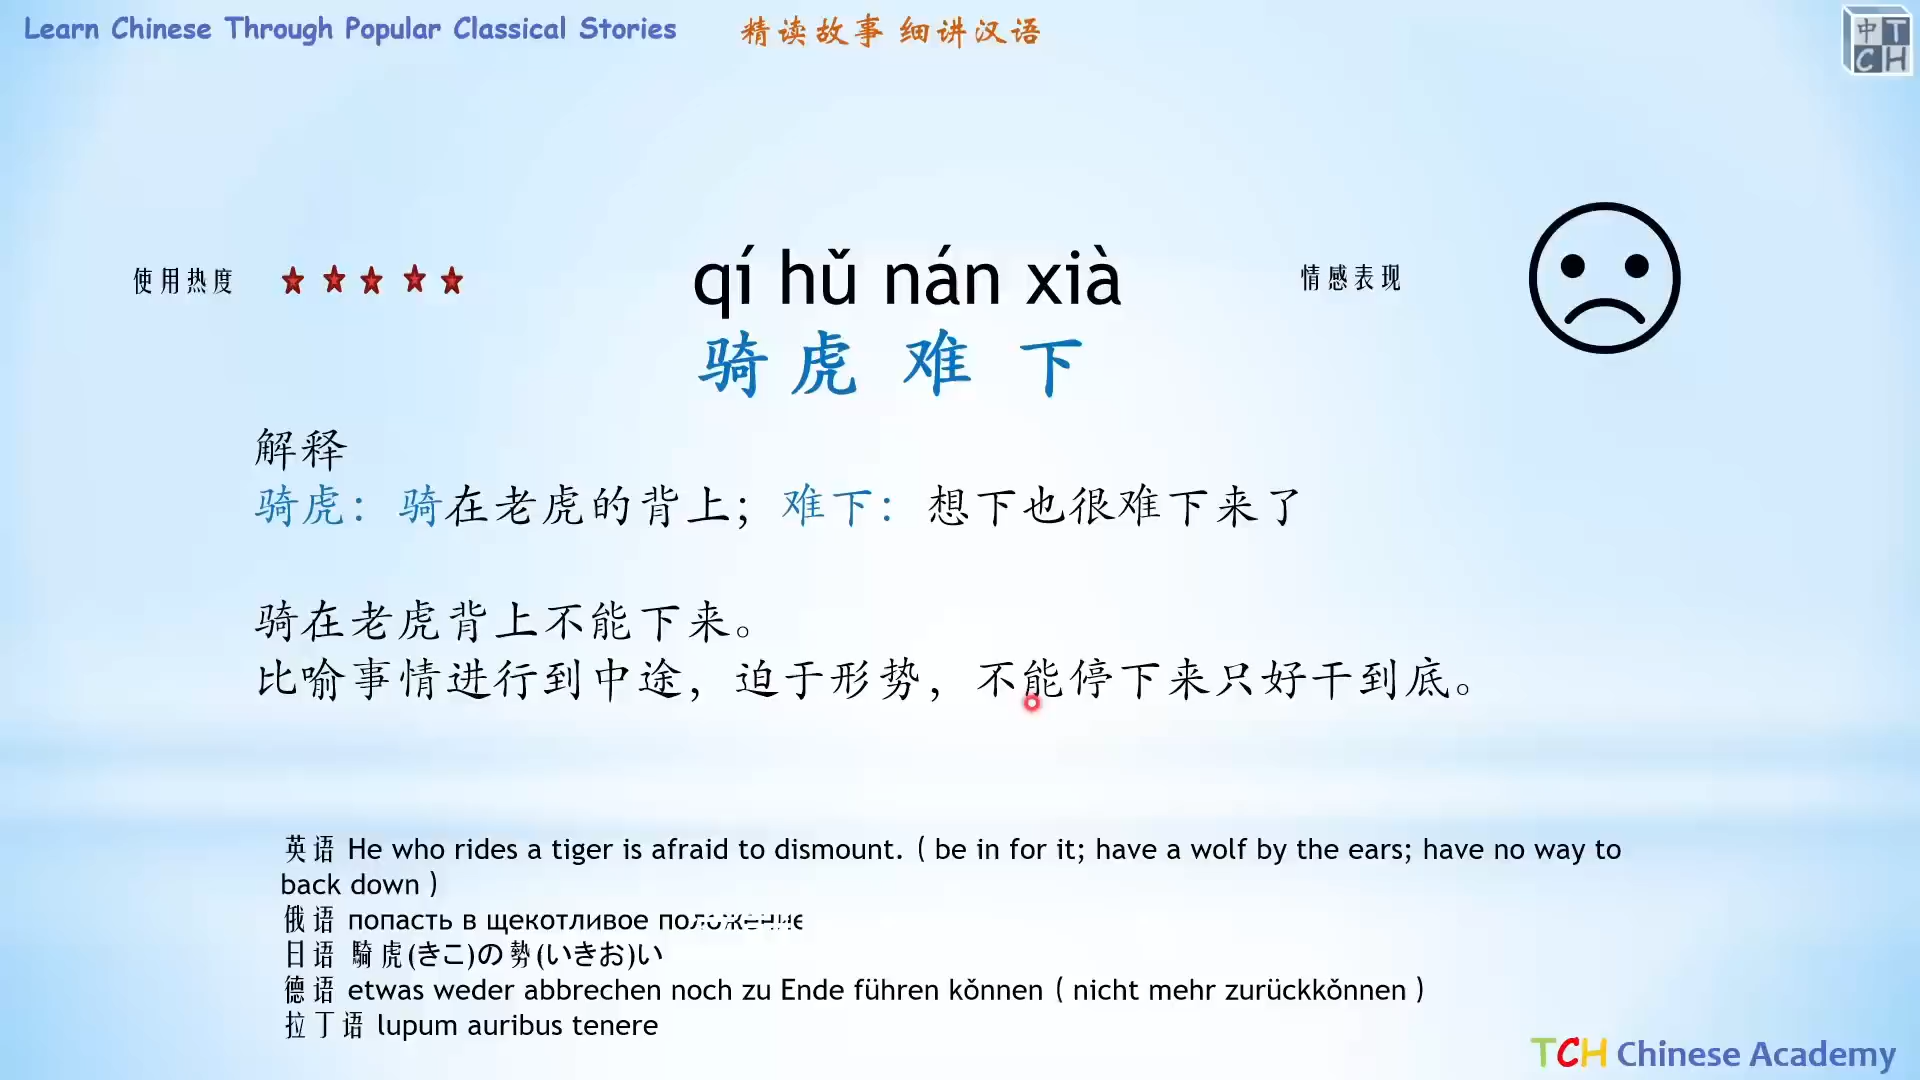 Learn Chinese Through Popular Classical Stories 精读故事 细讲汉语
中T
CH
使用热度 qí hǔ nán xià 情感表现
骑虎难下
解释
骑虎：骑在老虎的背上；难下：想下也很难下来了
骑在老虎背上不能下来。
比喻事情进行到中途，迫于形势，不能停下来只好干到底。
英语 He who rides a tiger is afraid to dismount.（be in for it; have a wolf by the ears; have no way to
back down）
俄语 попасть в щекотливое положение
日语 騎虎(きこ)の勢(いきお)い
德语 etwas weder abbrechen noch zu Ende führen kǒnnen（nicht mehr zurückkǒnnen）
拉丁语 lupum auribus tenere
TCH Chinese Academy